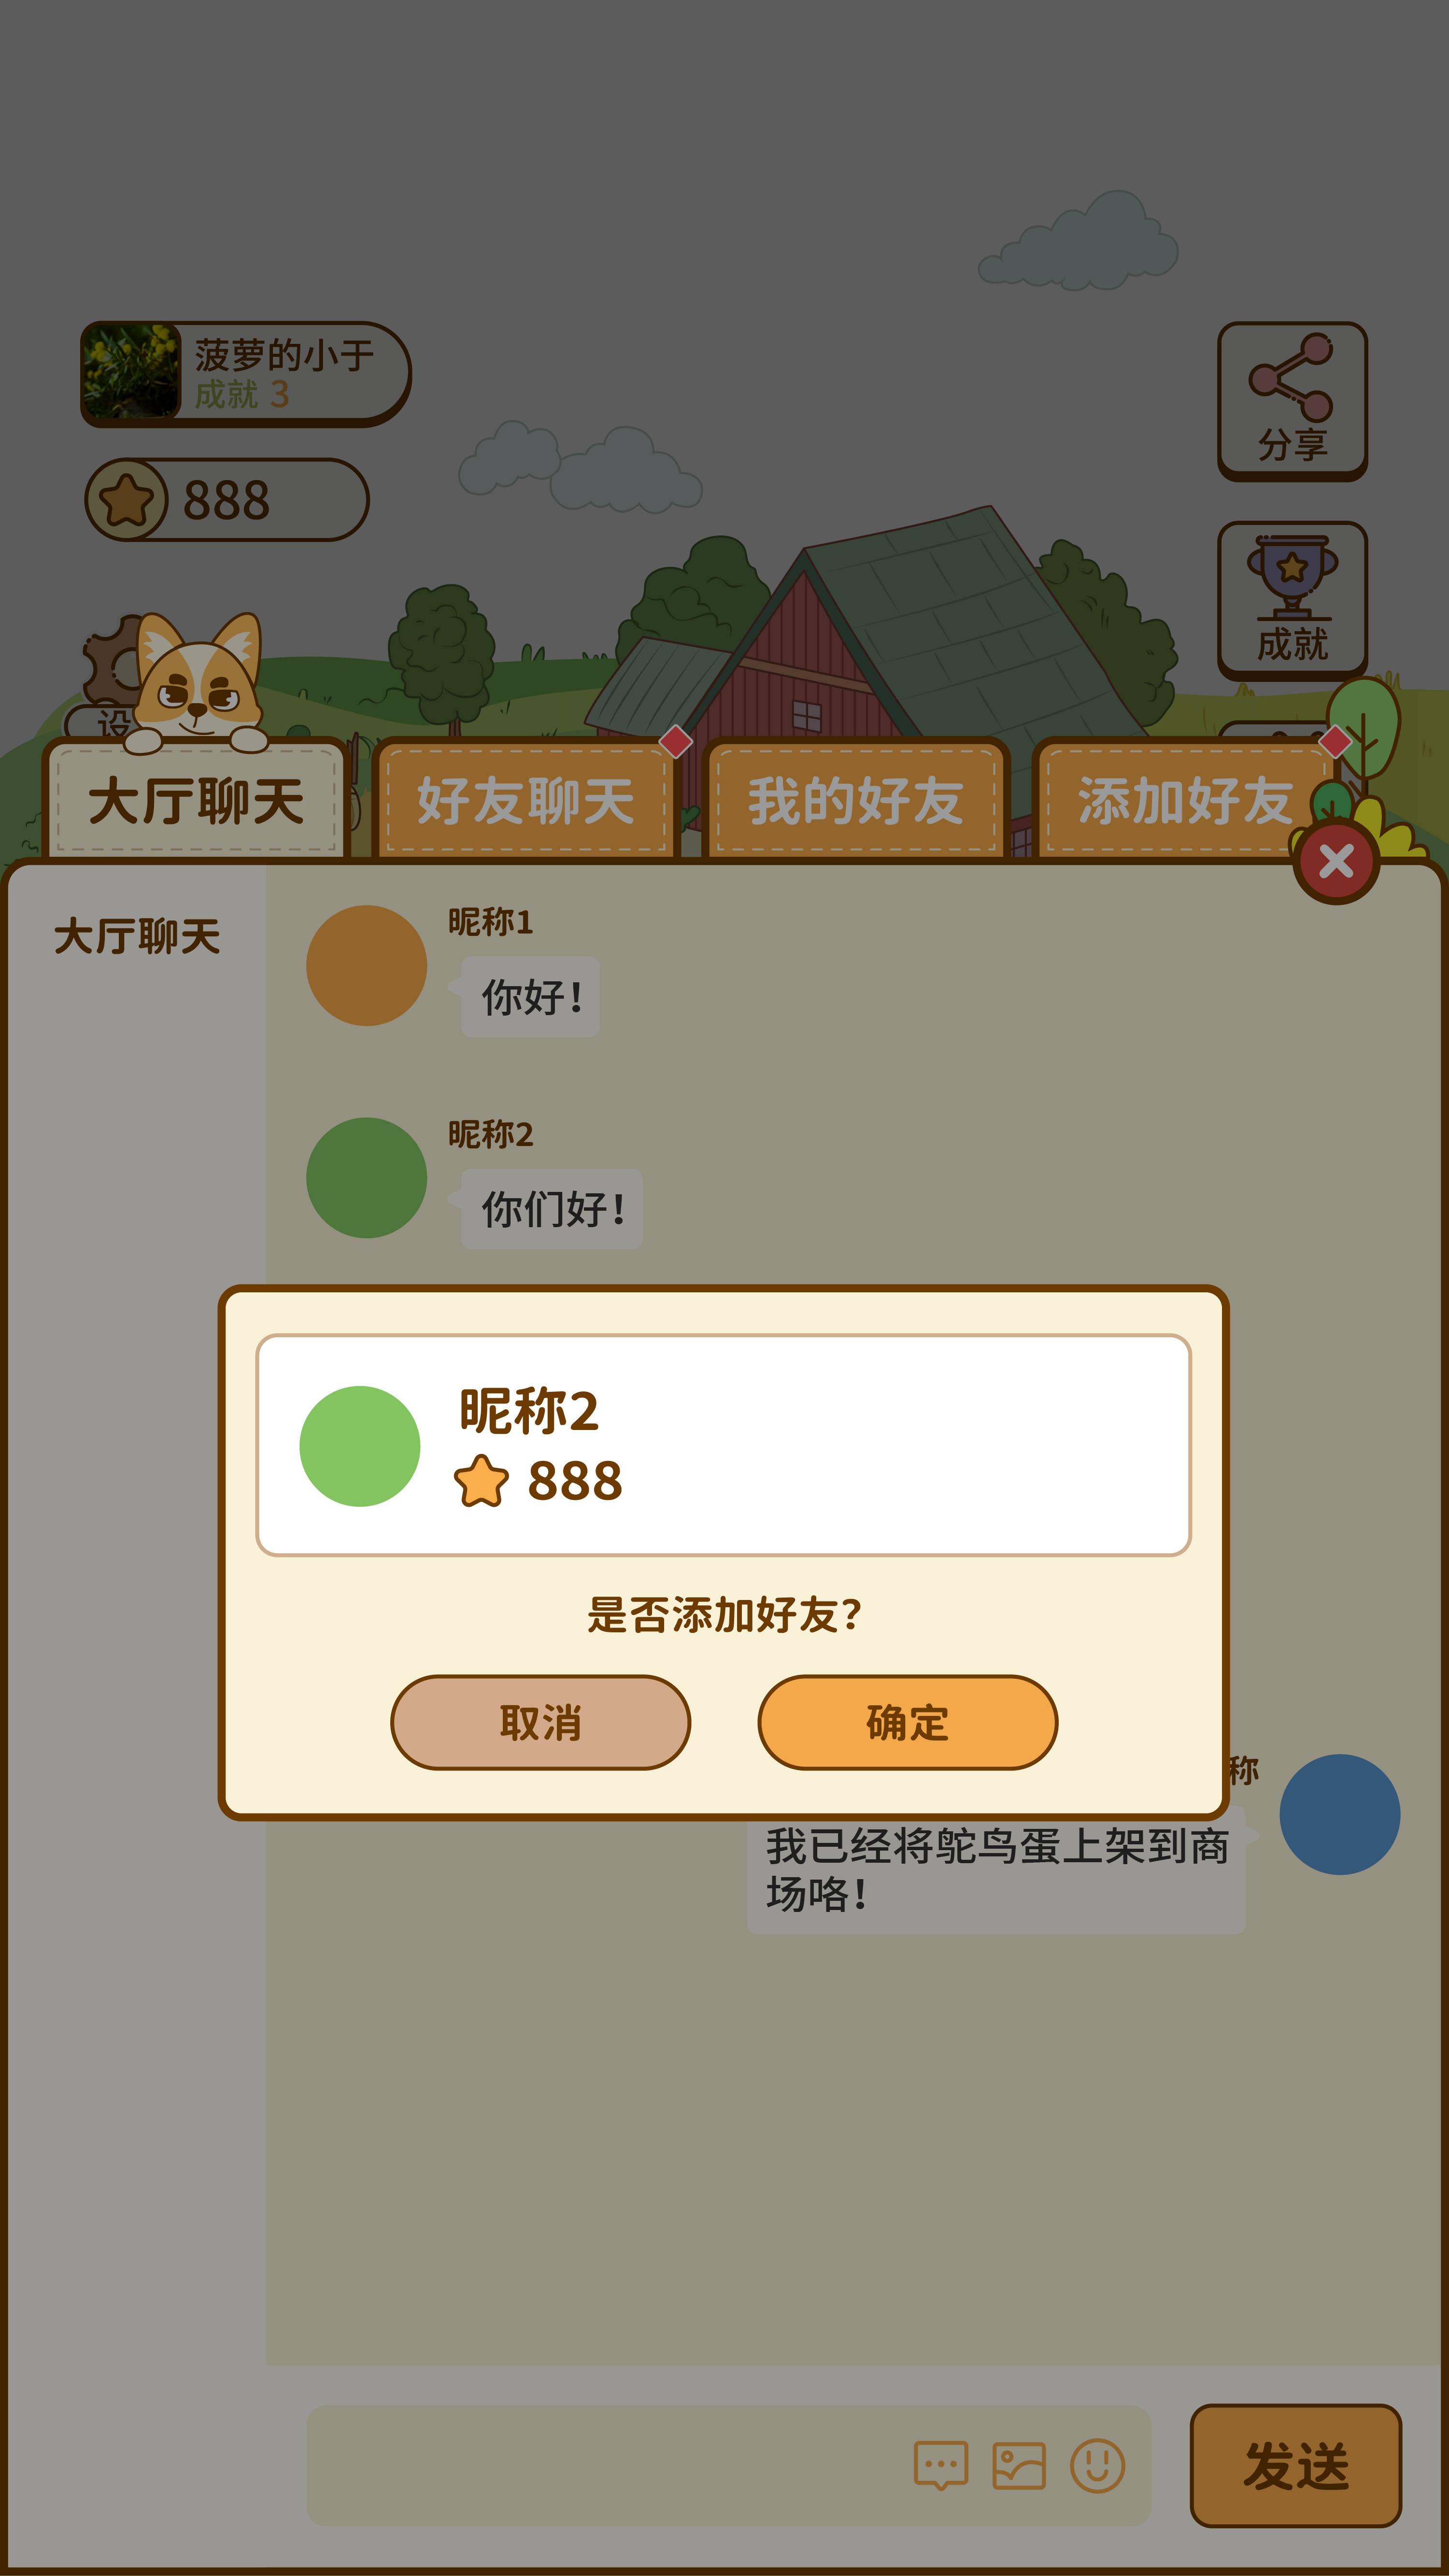 菠萝的小于
成就 3
888
分享
成就
设
大厅聊天
好友聊天
我的好友
添加好友
大厅聊天
昵称1
你好！
昵称2
你们好！
昵称2
888
是否添加好友？
取消
确定
称
我已经将鸵鸟蛋上架到商
场咯！
发送